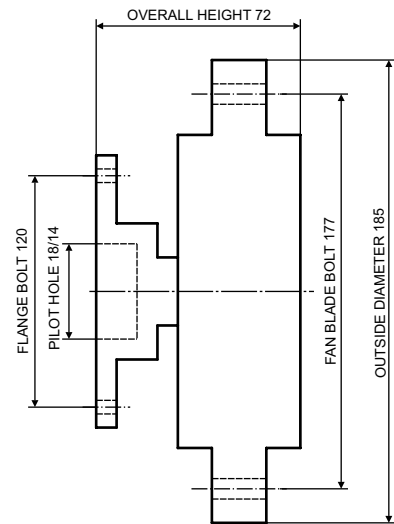 OVERALL HEIGHT 72
FLANGE BOLT 120
PILOT HOLE 18/14
FAN BLADE BOLT 177
OUTSIDE DIAMETER 185